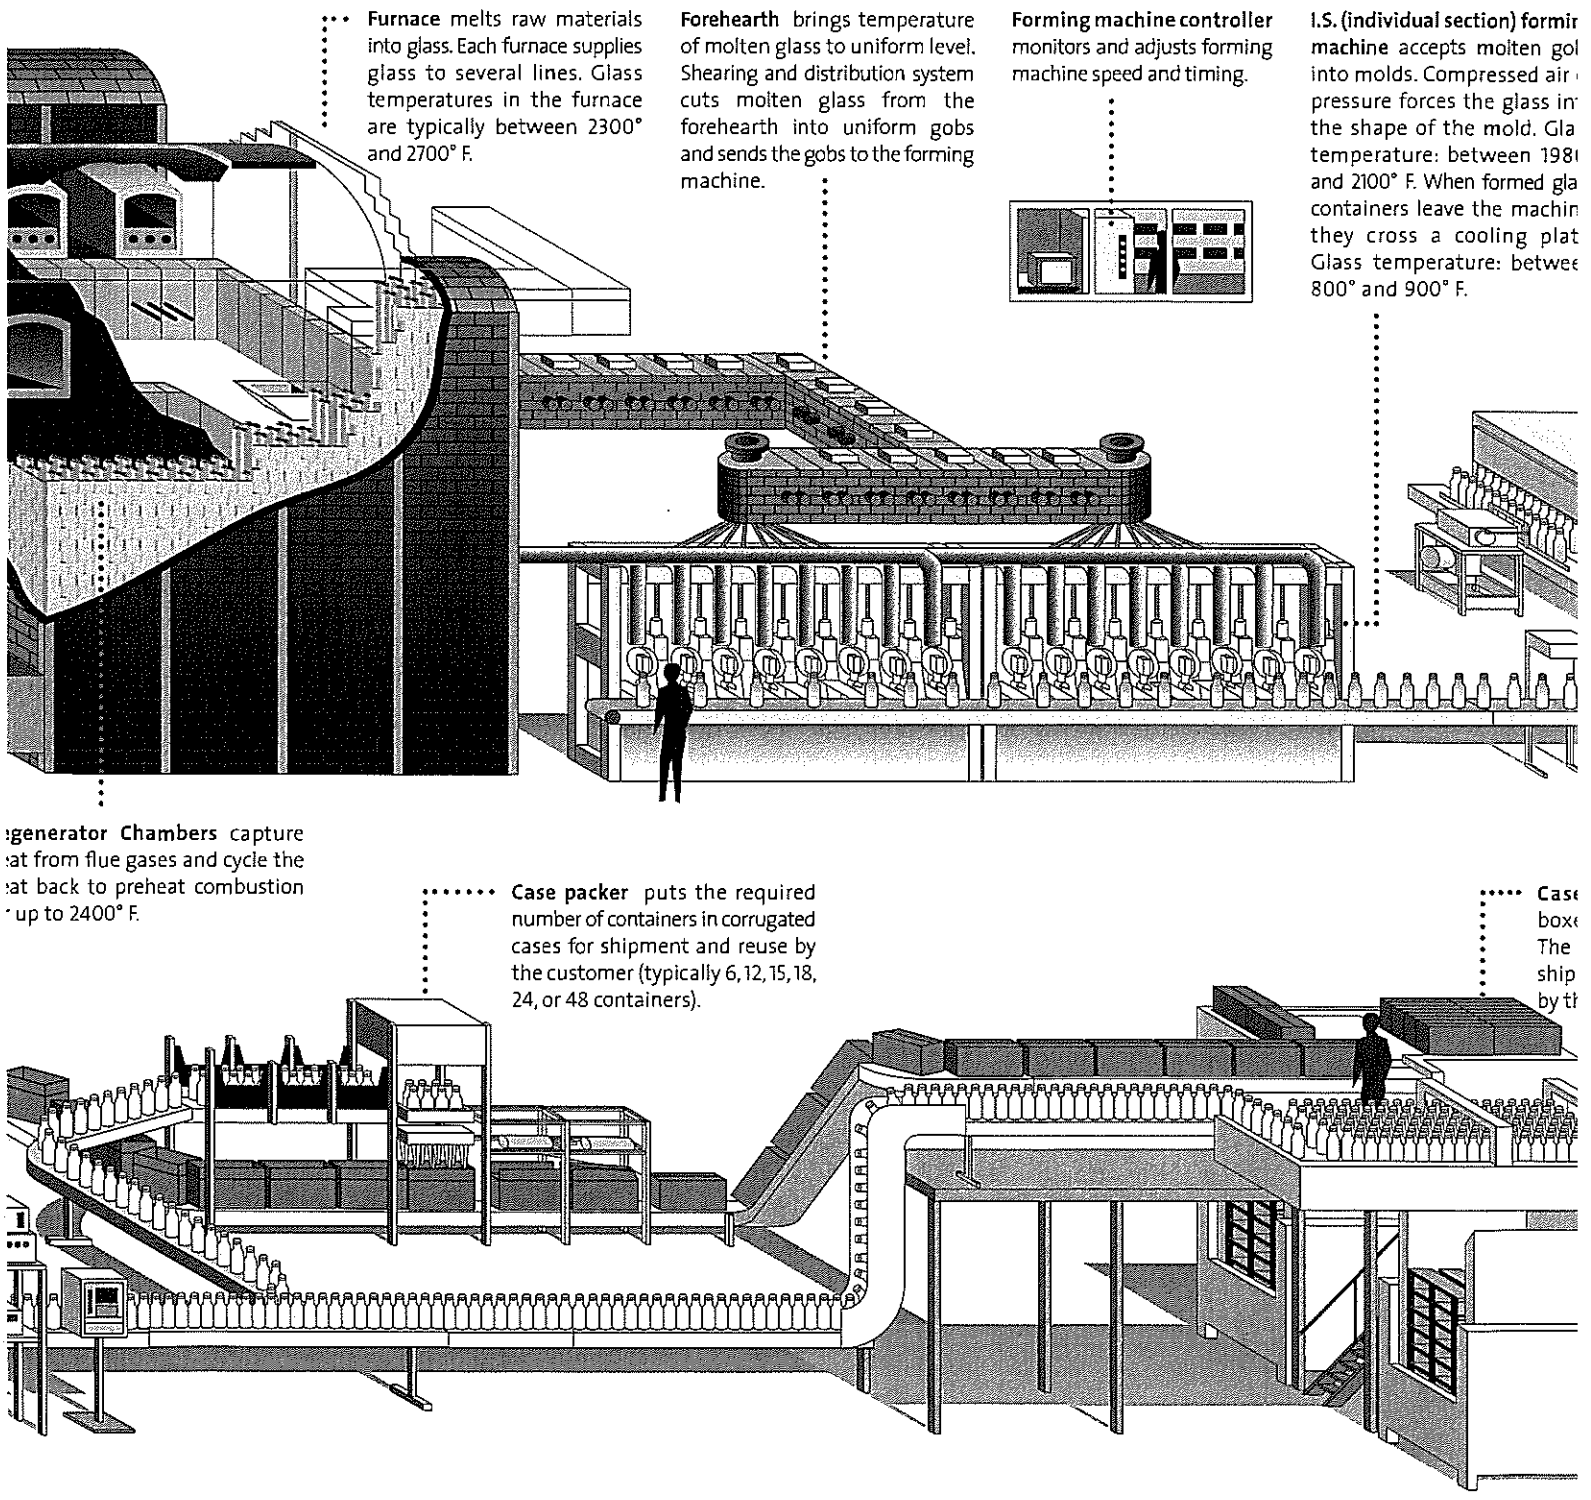 Furnace melts raw materials
into glass. Each furnace supplies
glass to several lines. Glass
temperatures in the furnace
are typically between 2300°
and 2700° F.
Forehearth brings temperature
of molten glass to uniform level.
Shearing and distribution system
cuts molten glass from the
forehearth into uniform gobs
and sends the gobs to the forming
machine.
Forming machine controller
monitors and adjusts forming
machine speed and timing.
I.S. (individual section)
machine accepts molten
into molds. Compressed air
pressure forces the glass
the shape of the mold.
temperature: between
and 2100° F. When formed
containers leave the
they cross a cooling
Glass temperature:
800° and 900° F.
Chambers capture
from flue gases and cycle the
back to preheat combustion
up to 2400° F.
Case packer puts the required
number of containers in corrugated
cases for shipment and reuse by
the customer (typically 6, 12, 15, 18,
24, or 48 containers).
Case
The
ship
by